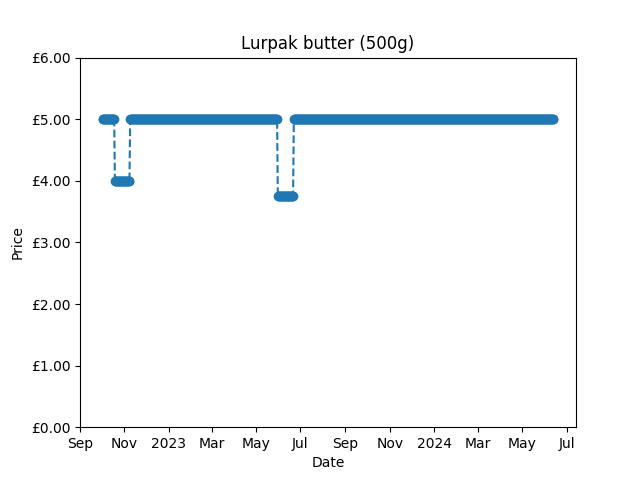 Lurpak butter (500g)
£6.00
£5.00
£4.00
£3.00
£2.00
£1.00
£0.00
Price
Sep Nov 2023 Mar May Jul Sep Nov 2024 Mar May Jul
Date